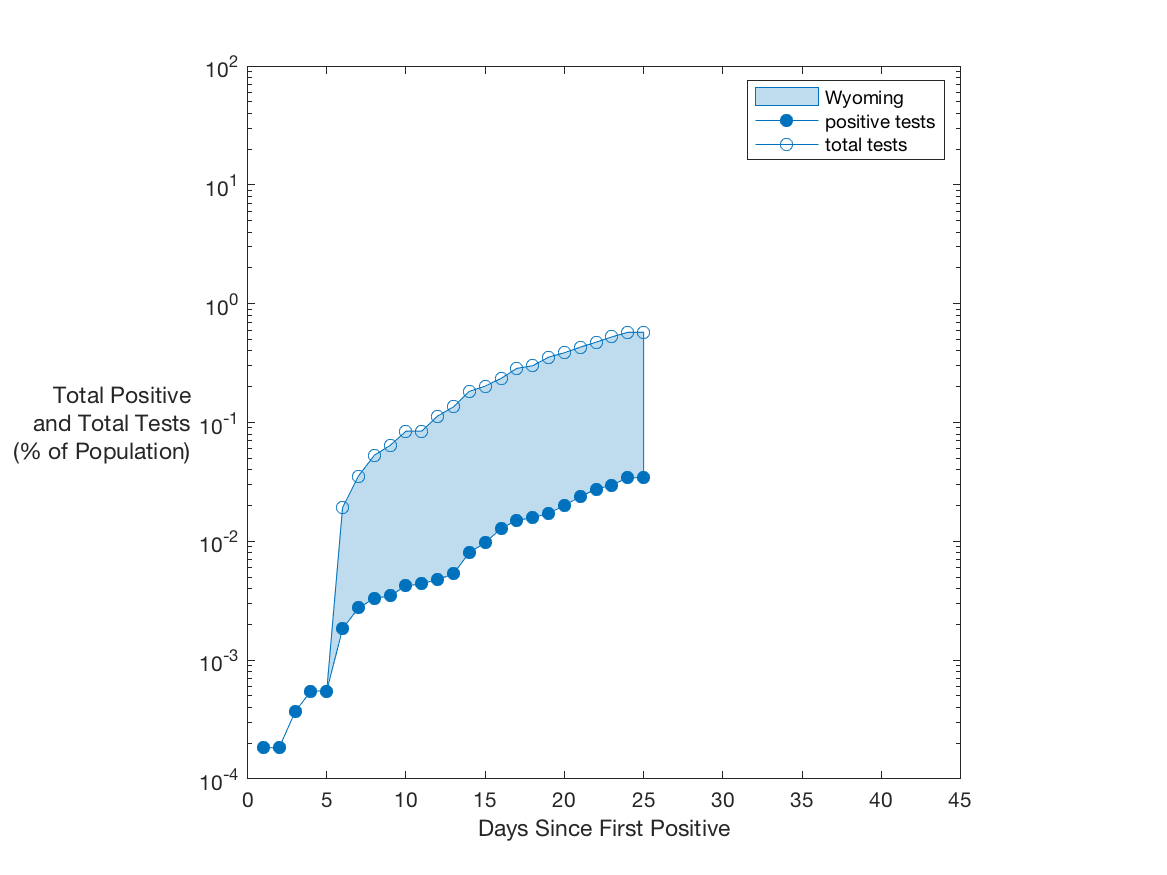 10^2
10^1
10^0
10^-1
10^-2
10^-3
10^-4
Total Positive
and Total Tests
(% of Population)
Wyoming
positive tests
total tests
0 5 10 15 20 25 30 35 40 45
Days Since First Positive